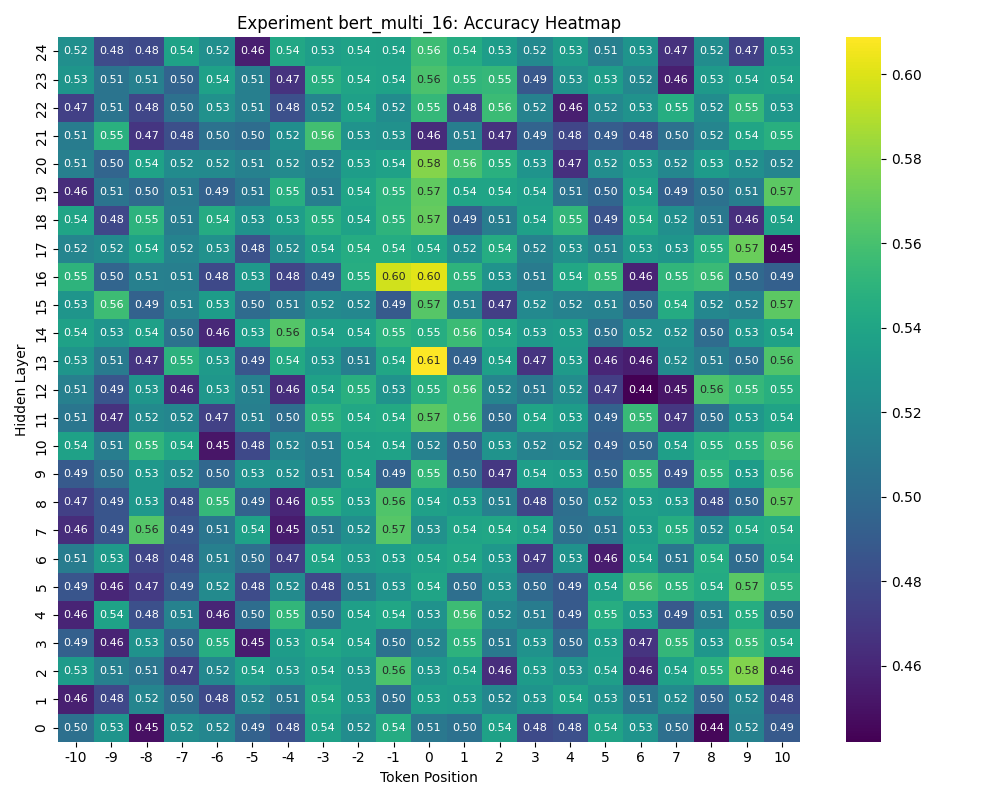 Experiment bert_multi_16: Accuracy Heatmap
24 0.52 0.48 0.48 0.54 0.52 0.46 0.54 0.53 0.54 0.54 0.56 0.54 0.53 0.52 0.53 0.51 0.53 0.47 0.52 0.47 0.53
23 0.53 0.51 0.51 0.50 0.54 0.51 0.47 0.55 0.54 0.54 0.56 0.55 0.55 0.49 0.53 0.53 0.52 0.46 0.53 0.54 0.54
22 0.47 0.51 0.48 0.50 0.53 0.51 0.48 0.52 0.54 0.52 0.55 0.48 0.56 0.52 0.46 0.52 0.53 0.55 0.52 0.55 0.53
21 0.51 0.55 0.47 0.48 0.50 0.50 0.52 0.56 0.53 0.53 0.46 0.51 0.47 0.49 0.48 0.49 0.48 0.50 0.52 0.54 0.55
20 0.51 0.50 0.54 0.52 0.52 0.51 0.52 0.52 0.53 0.54 0.58 0.56 0.55 0.53 0.47 0.52 0.53 0.52 0.53 0.52 0.52
19 0.46 0.51 0.50 0.51 0.49 0.51 0.55 0.51 0.54 0.55 0.57 0.54 0.54 0.54 0.51 0.50 0.54 0.49 0.50 0.51 0.57
18 0.54 0.48 0.55 0.51 0.54 0.53 0.53 0.55 0.54 0.55 0.57 0.49 0.51 0.54 0.55 0.49 0.54 0.52 0.51 0.46 0.54
17 0.52 0.52 0.54 0.52 0.53 0.48 0.52 0.54 0.54 0.54 0.54 0.52 0.54 0.52 0.53 0.51 0.53 0.53 0.55 0.57 0.45
16 0.55 0.50 0.51 0.51 0.48 0.53 0.48 0.49 0.55 0.60 0.60 0.55 0.53 0.51 0.54 0.55 0.46 0.55 0.56 0.50 0.49
15 0.53 0.56 0.49 0.51 0.53 0.50 0.51 0.52 0.52 0.49 0.57 0.51 0.47 0.52 0.52 0.51 0.50 0.54 0.52 0.52 0.57
14 0.54 0.53 0.54 0.50 0.46 0.53 0.56 0.54 0.54 0.55 0.55 0.56 0.54 0.53 0.53 0.50 0.52 0.52 0.50 0.53 0.54
13 0.53 0.51 0.47 0.55 0.53 0.49 0.54 0.53 0.51 0.54 0.61 0.49 0.54 0.47 0.53 0.46 0.46 0.52 0.51 0.50 0.56
12 0.51 0.49 0.53 0.46 0.53 0.51 0.46 0.54 0.55 0.53 0.55 0.56 0.52 0.51 0.52 0.47 0.44 0.45 0.56 0.55 0.55
11 0.51 0.47 0.52 0.52 0.47 0.51 0.50 0.55 0.54 0.54 0.57 0.56 0.50 0.54 0.53 0.49 0.55 0.47 0.50 0.53 0.54
10 0.54 0.51 0.55 0.54 0.45 0.48 0.52 0.51 0.54 0.54 0.52 0.50 0.53 0.52 0.52 0.49 0.50 0.54 0.55 0.55 0.56
9 0.49 0.50 0.53 0.52 0.50 0.53 0.52 0.51 0.54 0.49 0.55 0.50 0.47 0.54 0.53 0.50 0.55 0.49 0.55 0.53 0.56
8 0.47 0.49 0.53 0.48 0.55 0.49 0.46 0.55 0.53 0.56 0.54 0.53 0.51 0.48 0.50 0.52 0.53 0.53 0.48 0.50 0.57
7 0.46 0.49 0.56 0.49 0.51 0.54 0.45 0.51 0.52 0.57 0.53 0.54 0.54 0.54 0.50 0.51 0.53 0.55 0.52 0.54 0.54
6 0.51 0.53 0.48 0.48 0.51 0.50 0.47 0.54 0.53 0.53 0.54 0.54 0.53 0.47 0.53 0.46 0.54 0.51 0.54 0.50 0.54
5 0.49 0.46 0.47 0.49 0.52 0.48 0.52 0.48 0.51 0.53 0.54 0.50 0.53 0.50 0.49 0.54 0.56 0.55 0.54 0.57 0.55
4 0.46 0.54 0.48 0.51 0.46 0.50 0.55 0.50 0.54 0.54 0.53 0.56 0.52 0.51 0.49 0.55 0.53 0.49 0.51 0.55 0.50
3 0.49 0.46 0.53 0.50 0.55 0.45 0.53 0.54 0.54 0.50 0.52 0.55 0.51 0.53 0.50 0.53 0.47 0.55 0.53 0.55 0.54
2 0.53 0.51 0.51 0.47 0.52 0.54 0.53 0.54 0.53 0.56 0.53 0.54 0.46 0.53 0.53 0.54 0.46 0.54 0.55 0.58 0.46
1 0.46 0.48 0.52 0.50 0.48 0.52 0.51 0.54 0.53 0.50 0.53 0.53 0.52 0.53 0.54 0.53 0.51 0.52 0.50 0.52 0.48
0 0.50 0.53 0.45 0.52 0.52 0.49 0.48 0.54 0.52 0.54 0.51 0.50 0.54 0.48 0.48 0.54 0.53 0.50 0.44 0.52 0.49
-10 -9 -8 -7 -6 -5 -4 -3 -2 -1 0 1 2 3 4 5 6 7 8 9 10
Token Position
Hidden Layer
0.60
0.58
0.56
0.54
0.52
0.50
0.48
0.46